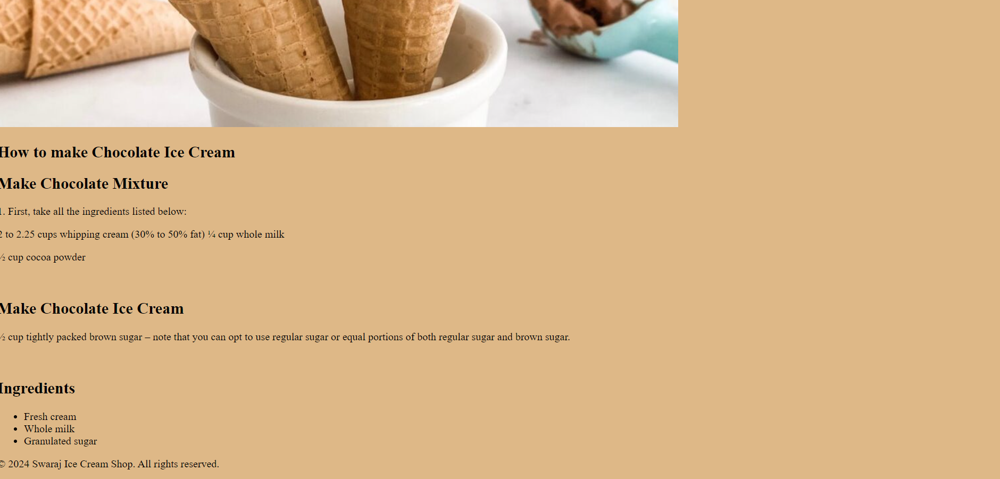 How to make Chocolate Ice Cream
Make Chocolate Mixture
1. First, take all the ingredients listed below:
2 to 2.25 cups whipping cream (30% to 50% fat) ¼ cup whole milk
½ cup cocoa powder
Make Chocolate Ice Cream
½ cup tightly packed brown sugar – note that you can opt to use regular sugar or equal portions of both regular sugar and brown sugar.
Ingredients
• Fresh cream
• Whole milk
• Granulated sugar
© 2024 Swaraj Ice Cream Shop. All rights reserved.